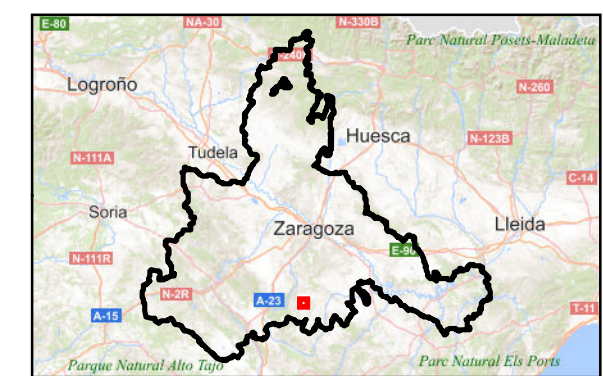 E-80
NA-30
N-330B
Parc Natural Posets-Maladeta
-240
Logroño
N-260
Huesca
N-123B
Tudela
N-111A
C-14
Soria
Zaragoza
Lleida
E-90
N-111R
N-2R
A-23
A-15
T-11
Parque Natural Alto Tajo
Parc Natural Els Ports